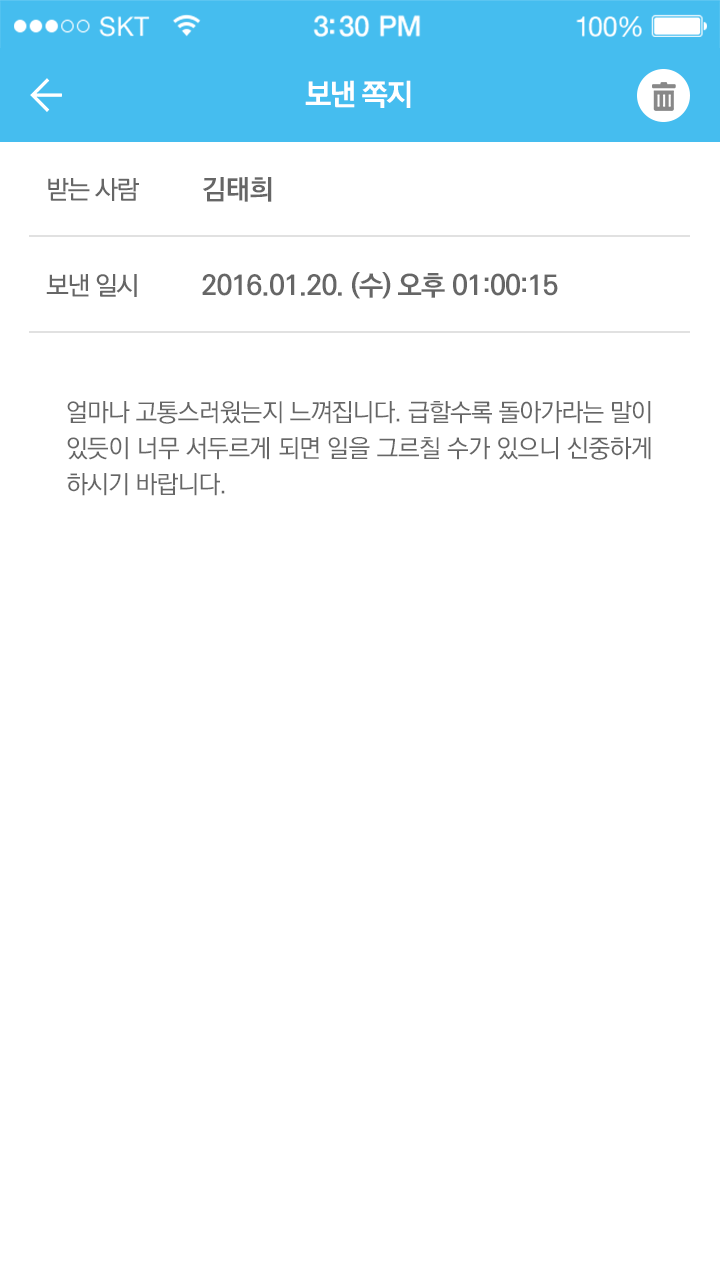 SKT 3:30 PM 100%
보낸 쪽지
받는 사람 김태희
보낸 일시 2016.01.20. (수) 오후 01:00:15
얼마나 고통스러웠는지 느껴집니다. 급할수록 돌아가라는 말이
있듯이 너무 서두르게 되면 일을 그르칠 수가 있으니 신중하게
하시기 바랍니다.